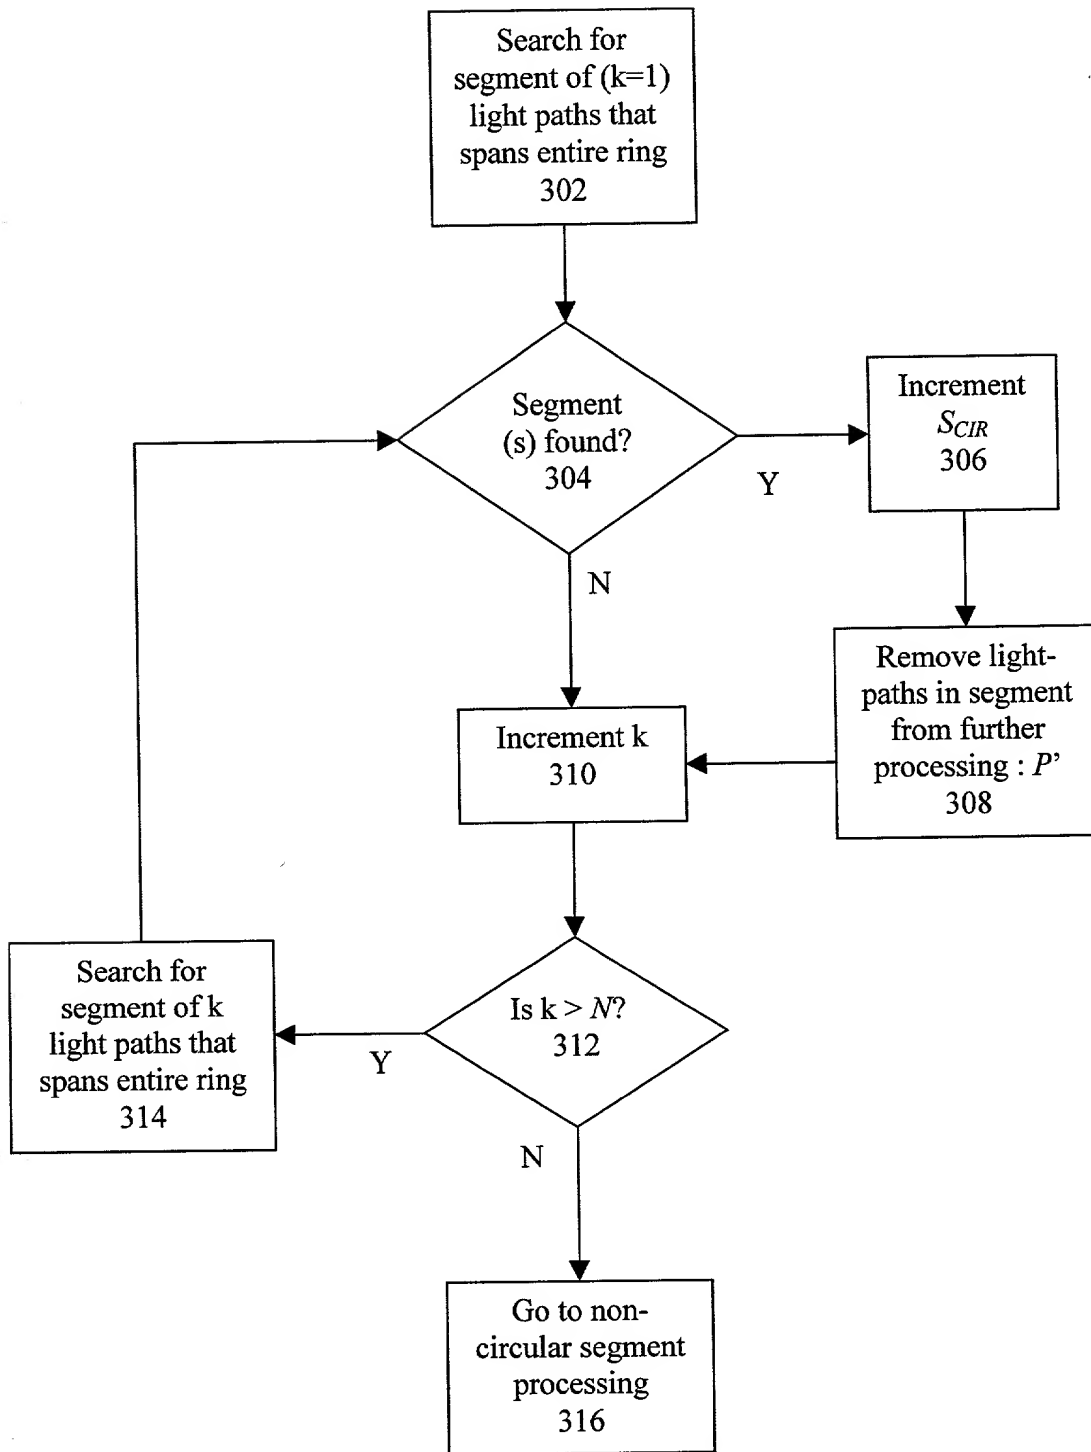 Search for
segment of (k=1)
light paths that
spans entire ring
302
Segment
(s) found?
304
Y
N
Increment
S_CIR
306
Remove light-
paths in segment
from further
processing : P’
308
Increment k
310
Is k > N?
312
Y
N
Search for
segment of k
light paths that
spans entire ring
314
Go to non-
circular segment
processing
316